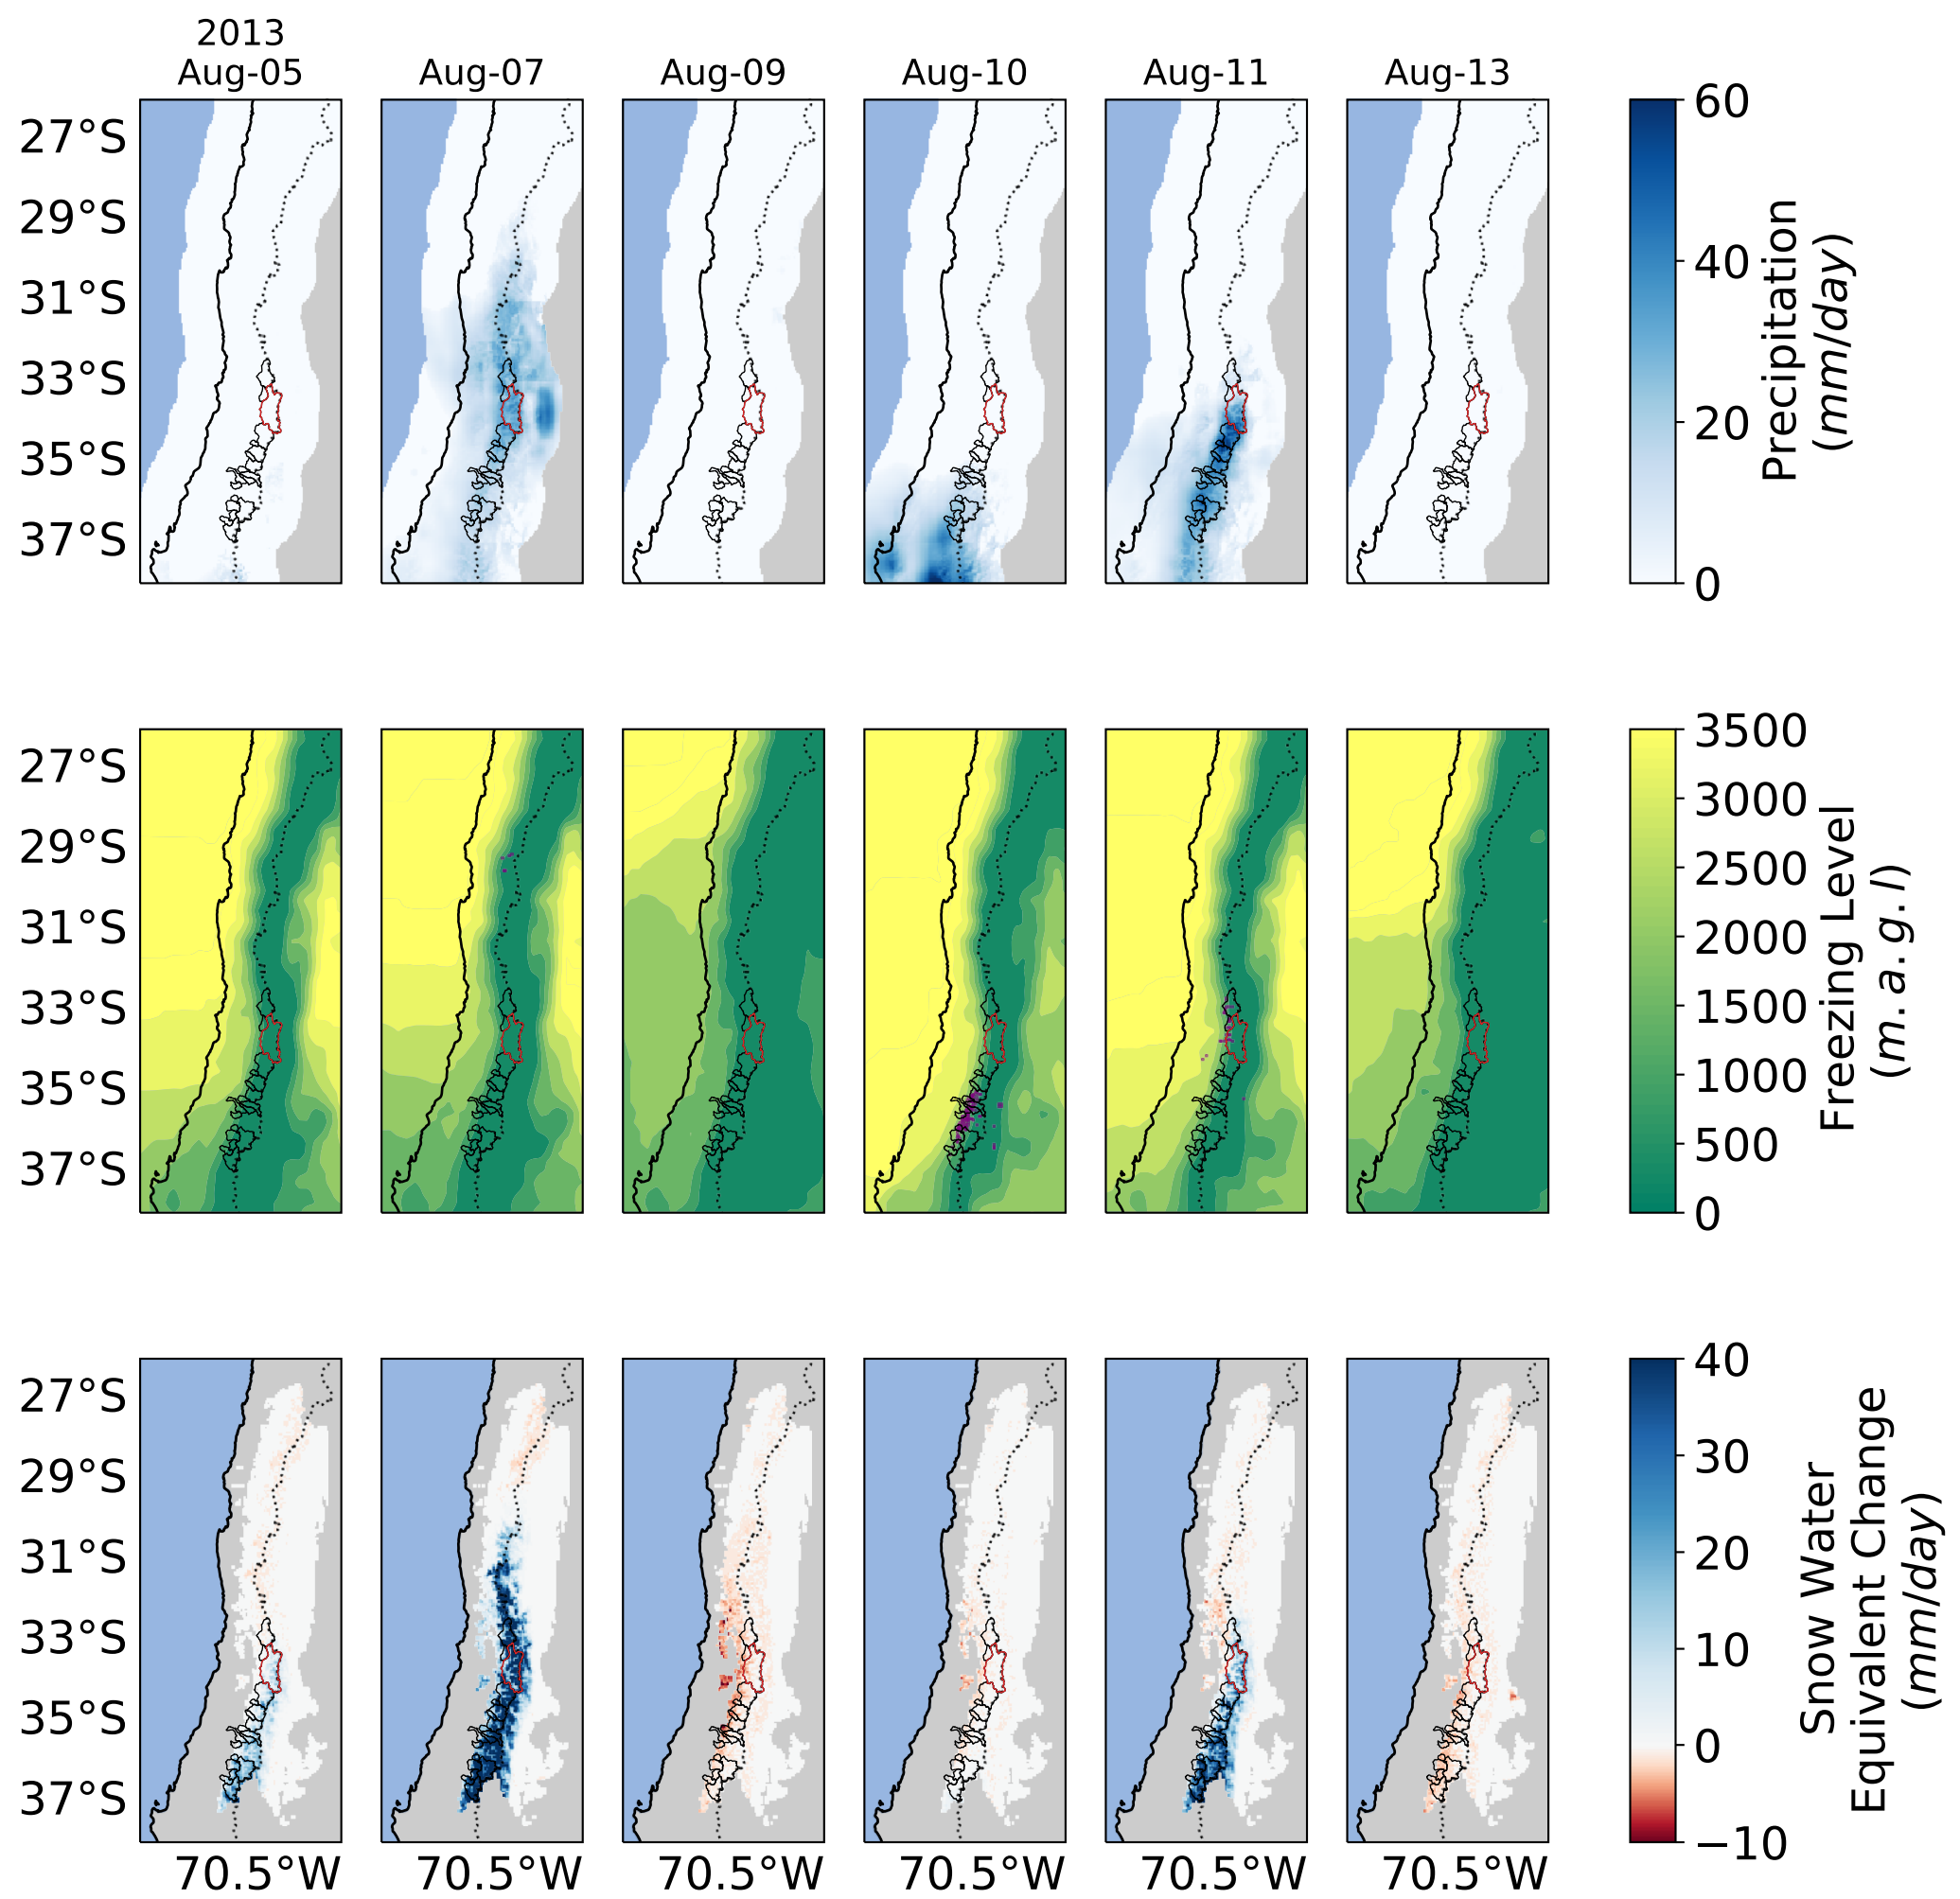 2013
Aug-05 Aug-07 Aug-09 Aug-10 Aug-11 Aug-13
27°S
29°S
31°S
33°S
35°S
37°S
60
40
20
0
Precipitation
(mm/day)
27°S
29°S
31°S
33°S
35°S
37°S
3500
3000
2500
2000
1500
1000
500
0
Freezing Level
(m.a.g.l)
27°S
29°S
31°S
33°S
35°S
37°S
40
30
20
10
0
−10
Snow Water
Equivalent Change
(mm/day)
70.5°W 70.5°W 70.5°W 70.5°W 70.5°W 70.5°W